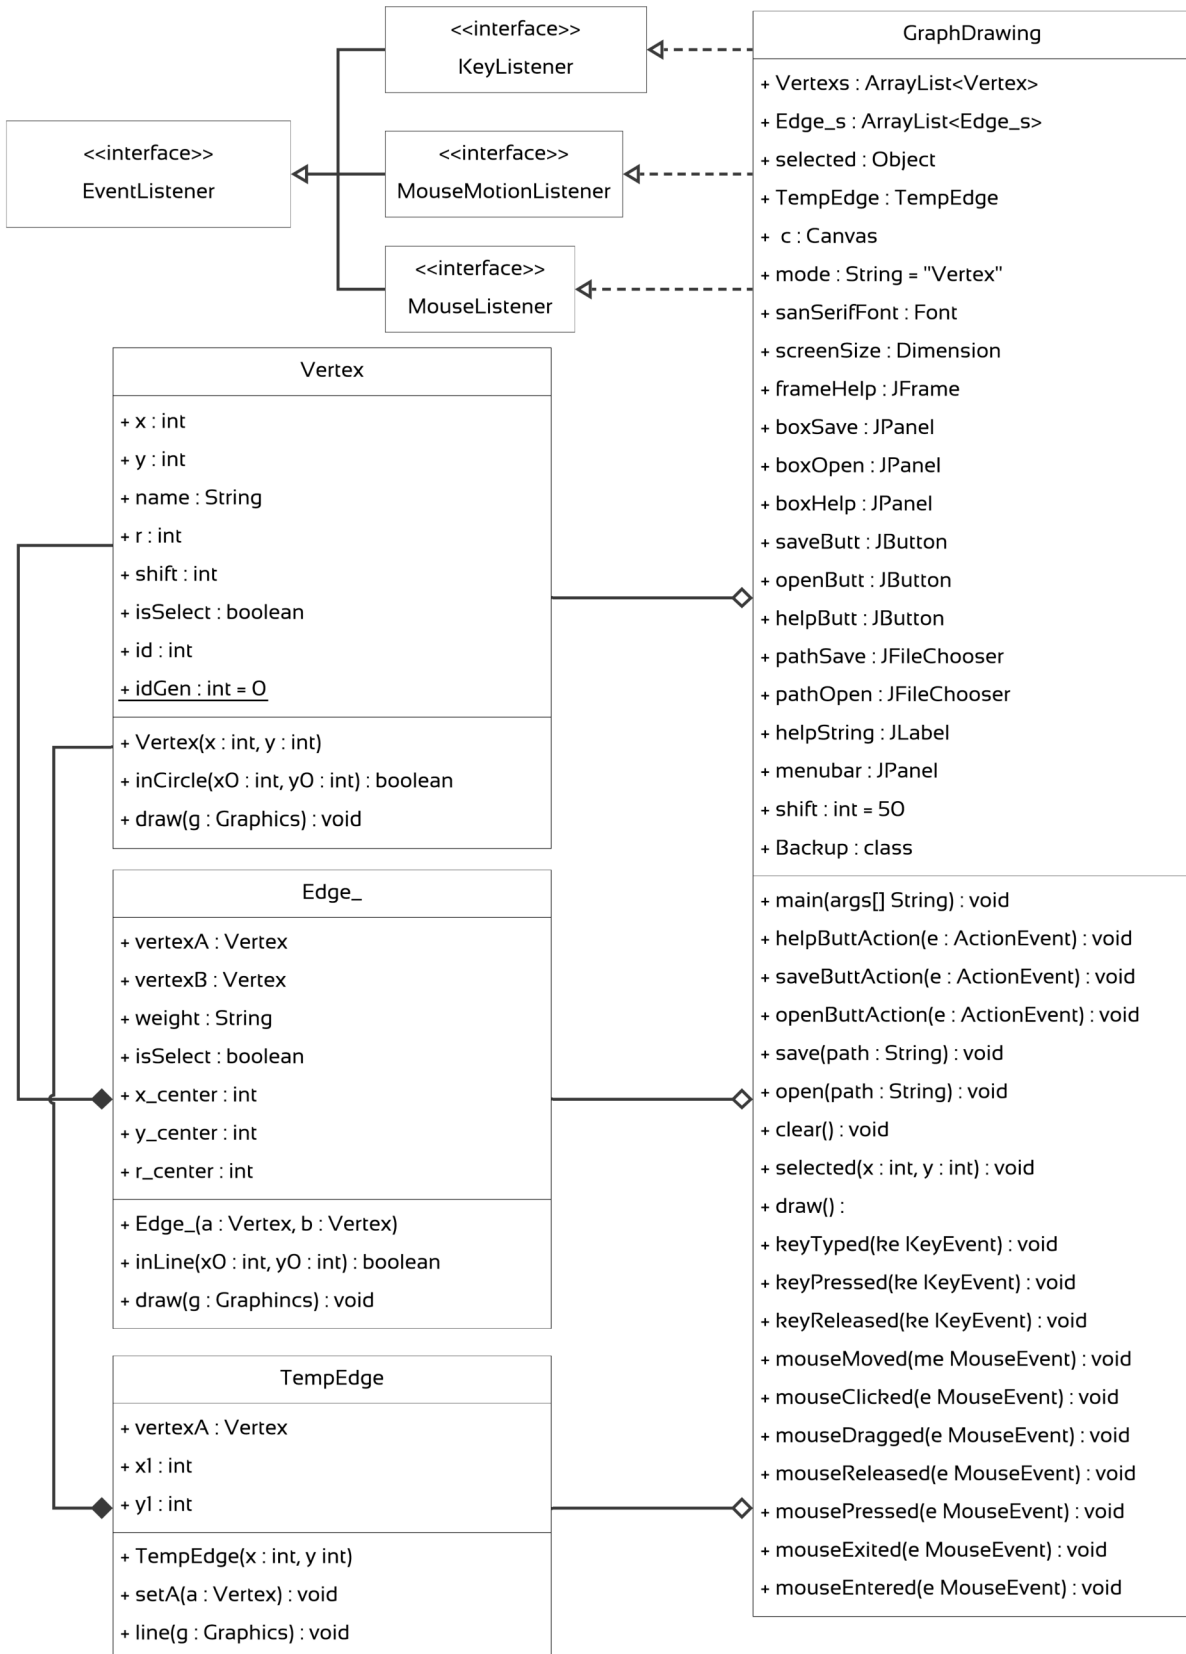 <<interface>>
KeyListener
<<interface>>
EventListener
<<interface>>
MouseMotionListener
<<interface>>
MouseListener
GraphDrawing
+ Vertexs : ArrayList<Vertex>
+ Edge_s : ArrayList<Edge_s>
+ selected : Object
+ TempEdge : TempEdge
+ c : Canvas
+ mode : String = "Vertex"
+ sanSerifFont : Font
+ screenSize : Dimension
+ frameHelp : JFrame
+ boxSave : JPanel
+ boxOpen : JPanel
+ boxHelp : JPanel
+ saveButt : JButton
+ openButt : JButton
+ helpButt : JButton
+ pathSave : JFileChooser
+ pathOpen : JFileChooser
+ helpString : JLabel
+ menubar : JPanel
+ shift : int = 50
+ Backup : class
+ main(args[] String) : void
+ helpButtAction(e : ActionEvent) : void
+ saveButtAction(e : ActionEvent) : void
+ openButtAction(e : ActionEvent) : void
+ save(path : String) : void
+ open(path : String) : void
+ clear() : void
+ selected(x : int, y : int) : void
+ draw() :
+ keyTyped(ke KeyEvent) : void
+ keyPressed(ke KeyEvent) : void
+ keyReleased(ke KeyEvent) : void
+ mouseMoved(me MouseEvent) : void
+ mouseClicked(e MouseEvent) : void
+ mouseDragged(e MouseEvent) : void
+ mouseReleased(e MouseEvent) : void
+ mousePressed(e MouseEvent) : void
+ mouseExited(e MouseEvent) : void
+ mouseEntered(e MouseEvent) : void
Vertex
+ x : int
+ y : int
+ name : String
+ r : int
+ shift : int
+ isSelect : boolean
+ id : int
+ idGen : int = 0
+ Vertex(x : int, y : int)
+ inCircle(x0 : int, y0 : int) : boolean
+ draw(g : Graphics) : void
Edge_
+ vertexA : Vertex
+ vertexB : Vertex
+ weight : String
+ isSelect : boolean
+ x_center : int
+ y_center : int
+ r_center : int
+ Edge_(a : Vertex, b : Vertex)
+ inLine(x0 : int, y0 : int) : boolean
+ draw(g : Graphincs) : void
TempEdge
+ vertexA : Vertex
+ x1 : int
+ y1 : int
+ TempEdge(x : int, y int)
+ setA(a : Vertex) : void
+ line(g : Graphics) : void